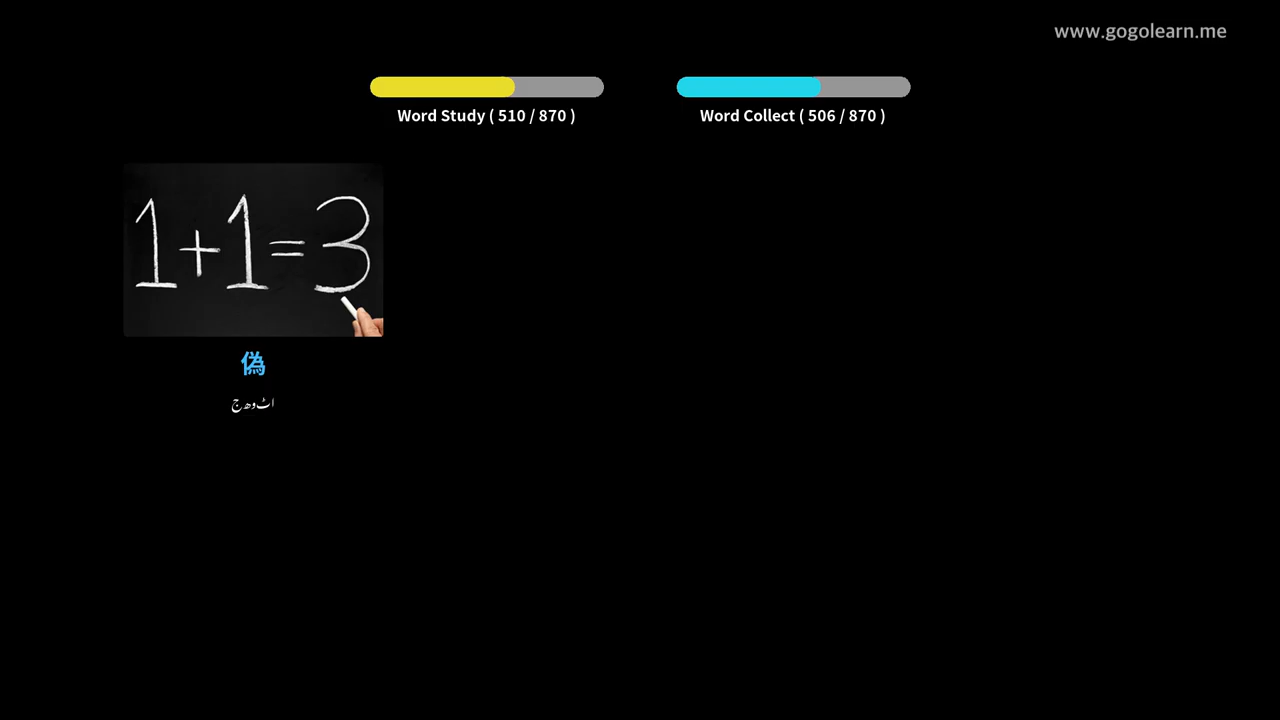 www.gogolearn.me
Word Study ( 510 / 870 )
Word Collect ( 506 / 870 )
1+1=3
偽
اٹوھج